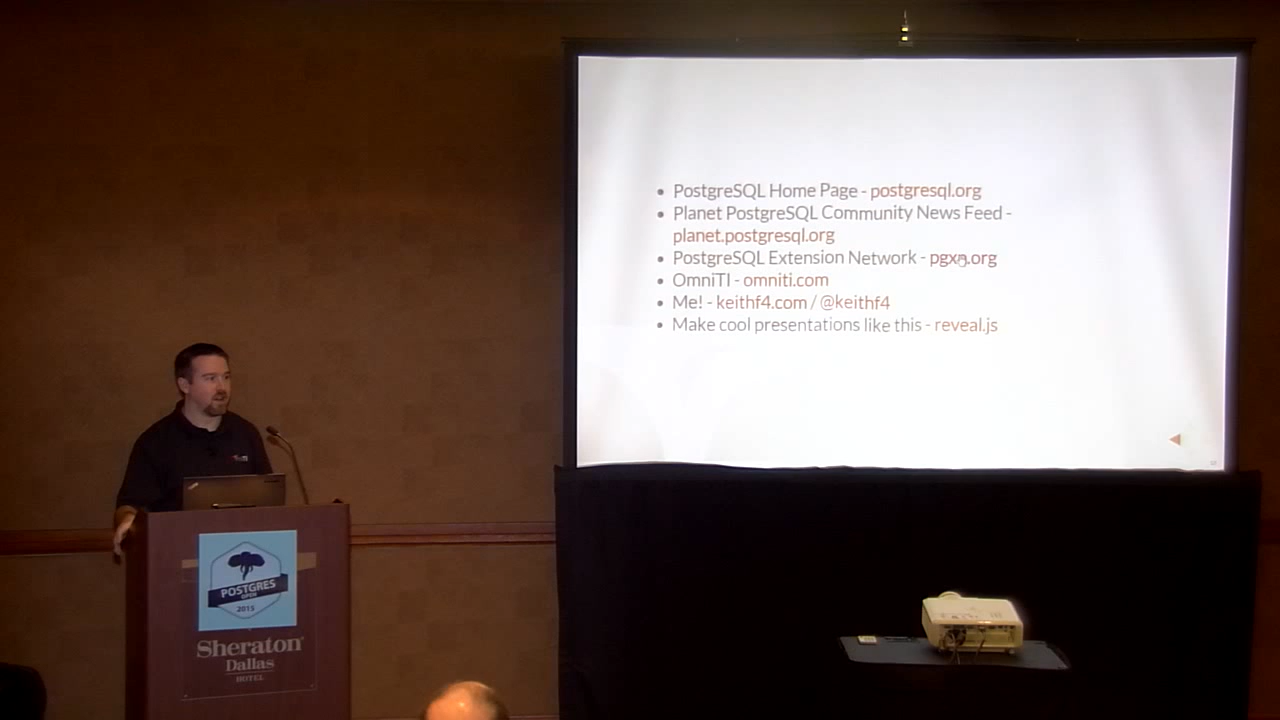 PostgreSQL Home Page - postgresql.org
Planet PostgreSQL Community News Feed -
planet.postgresql.org
PostgreSQL Extension Network - pgxn.org
OmniTI - omniti.com
Me! - keithf4.com / @keithf4
Make cool presentations like this - reveal.js
POSTGRES
OPEN
2015
Sheraton
Dallas
HOTEL